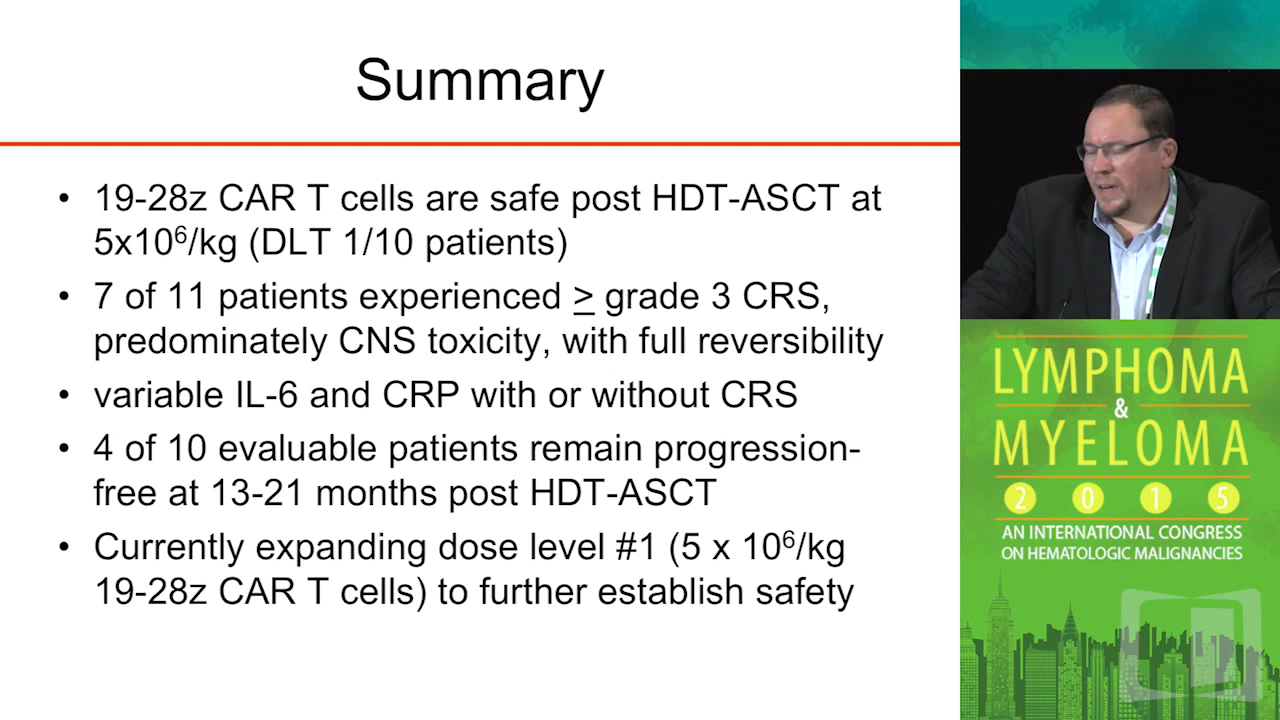 Summary
• 19-28z CAR T cells are safe post HDT-ASCT at
5x10⁶/kg (DLT 1/10 patients)
• 7 of 11 patients experienced ≥ grade 3 CRS,
predominately CNS toxicity, with full reversibility
• variable IL-6 and CRP with or without CRS
• 4 of 10 evaluable patients remain progression-
free at 13-21 months post HDT-ASCT
• Currently expanding dose level #1 (5 x 10⁶/kg
19-28z CAR T cells) to further establish safety
LYMPHOMA
&
MYELOMA
2015
AN INTERNATIONAL CONGRESS
ON HEMATOLOGIC MALIGNANCIES